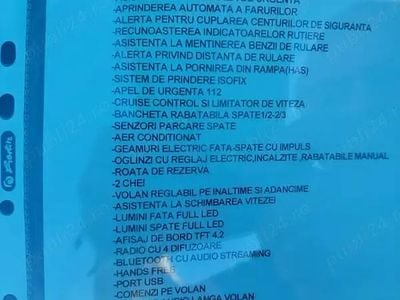 URGENTA
-APRINDEREA AUTOMATA A FARURILOR
-ALERTA PENTRU CUPLAREA CENTURILOR DE SIGURANTA
-RECUNOASTEREA INDICATOARELOR RUTIERE
-ASISTENTA LA MENTINEREA BENZII DE RULARE
-ALERTA PRIVIND DISTANTA DE RULARE
-ASISTENTA LA PORNIREA DIN RAMPA(HAS)
-SISTEM DE PRINDERE ISOFIX
-APEL DE URGENTA 112
-CRUISE CONTROL SI LIMITATOR DE VITEZA
-BANCHETA RABATABILA SPATE1/2-2/3
-SENZORI PARCARE SPATE
-AER CONDITIONAT
-GEAMURI ELECTRIC FATA-SPATE CU IMPULS
-OGLINZI CU REGLAJ ELECTRIC,INCALZITE,RABATABILE MANUAL
-ROATA DE REZERVA
-2 CHEI
-VOLAN REGLABIL PE INALTIME SI ADANCIME
-ASISTENTA LA SCHIMBAREA VITEZEI
-LUMINI FATA FULL LED
-LUMINI SPATE FULL LED
-AFISAJ DE BORD TFT 4.2
-RADIO CU 4 DIFUZOARE
-BLUETOOTH CU AUDIO STREAMING
-HANDS FREE
-PORT USB
-COMENZI PE VOLAN
LANGA VOLAN